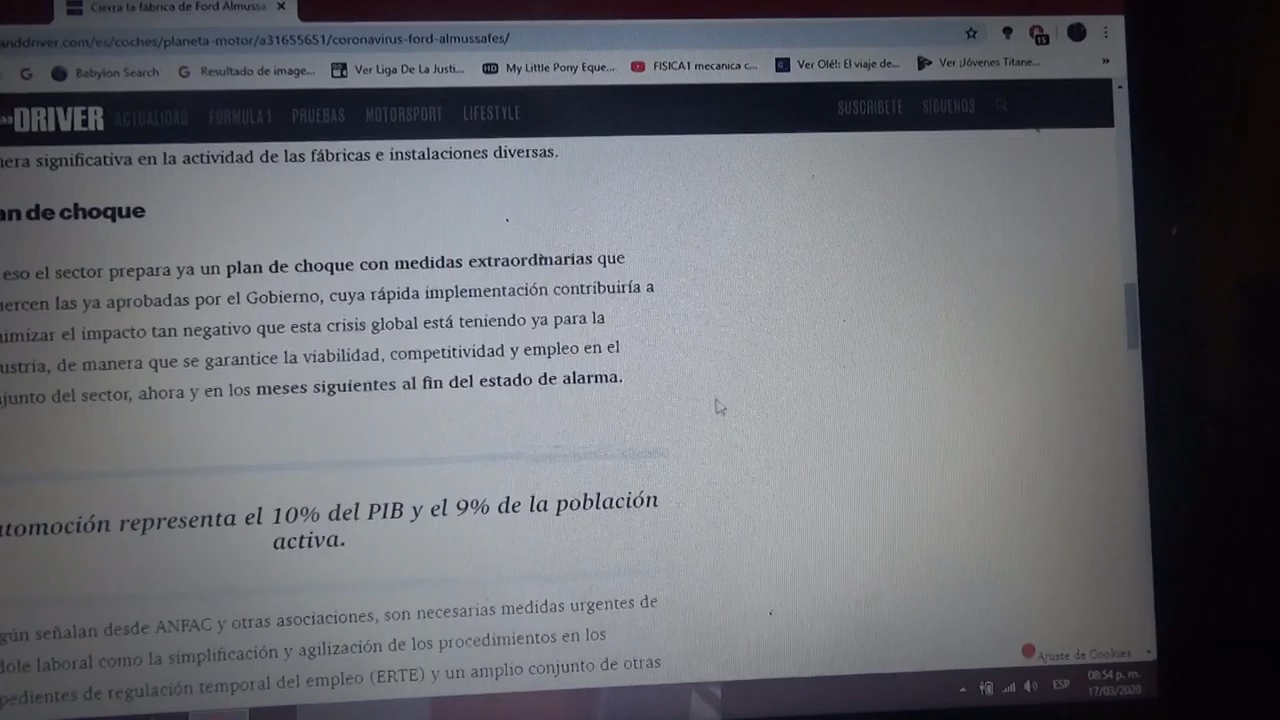 Cierra la fábrica de Ford Almussa
anddriver.com/es/coches/planeta-motor/a31655651/coronavirus-ford-almussafes/
15
Babylon Search Resultado de image... Ver Liga De La Justi... HD My Little Pony Eque... FISICA1 mecanica c... Ver Olé!: El viaje de... Ver ¡Jóvenes Titane... »
DRIVER ACTUALIDAD FÓRMULA 1 PRUEBAS MOTORSPORT LIFESTYLE SUSCRÍBETE SÍGUENOS
nera significativa en la actividad de las fábricas e instalaciones diversas.
an de choque
eso el sector prepara ya un plan de choque con medidas extraordinarias que
uercen las ya aprobadas por el Gobierno, cuya rápida implementación contribuiría a
nimizar el impacto tan negativo que esta crisis global está teniendo ya para la
ustria, de manera que se garantice la viabilidad, competitividad y empleo en el
njunto del sector, ahora y en los meses siguientes al fin del estado de alarma.
utomoción representa el 10% del PIB y el 9% de la población
activa.
gún señalan desde ANFAC y otras asociaciones, son necesarias medidas urgentes de
dole laboral como la simplificación y agilización de los procedimientos en los
pedientes de regulación temporal del empleo (ERTE) y un amplio conjunto de otras
Ajuste de Cookies
ESP 08:54 p. m.
17/03/2020